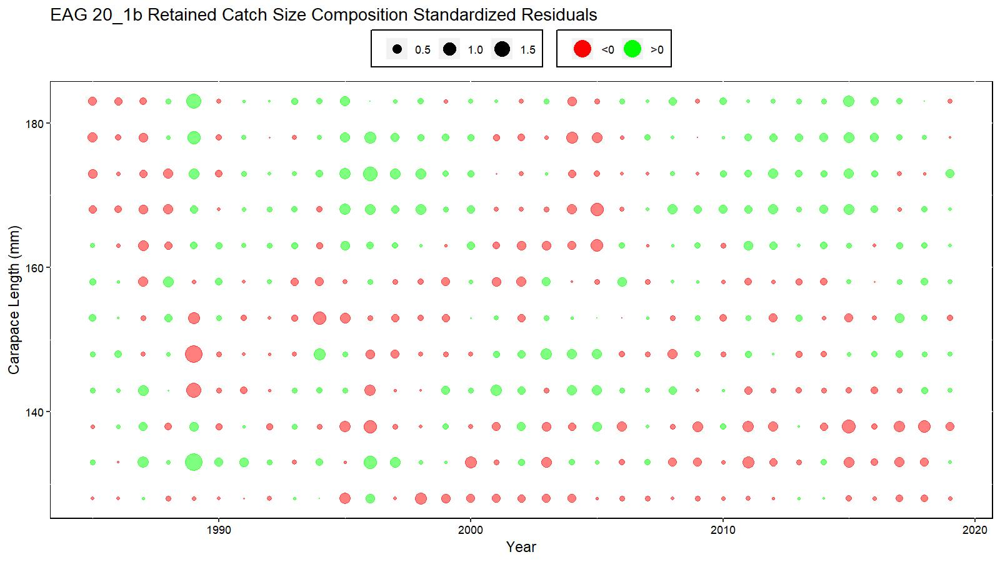 EAG 20_1b Retained Catch Size Composition Standardized Residuals
0.5 1.0 1.5 <0 >0
180
160
140
Carapace Length (mm)
1990 2000 2010 2020
Year